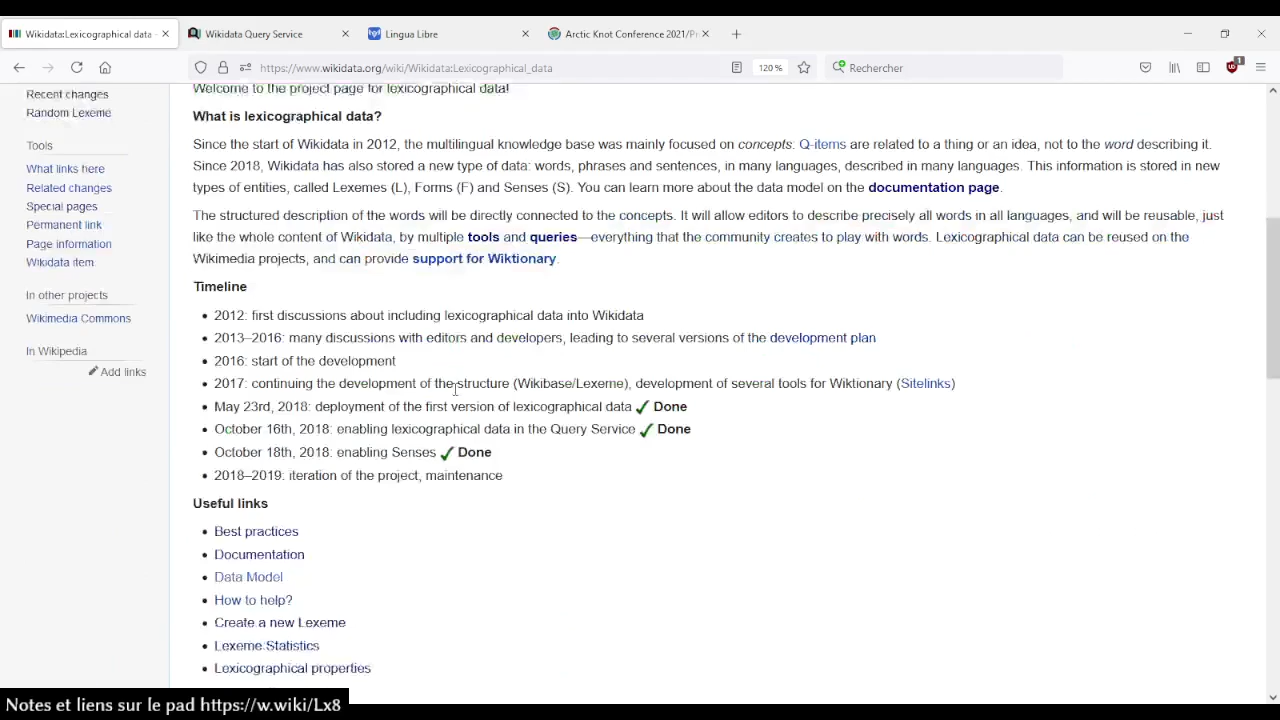 Wikidata:Lexicographical data -
Wikidata Query Service
Lingua Libre
Arctic Knot Conference 2021/Pr
https://www.wikidata.org/wiki/Wikidata:Lexicographical_data
120 %
Rechercher
1
Recent changes
Random Lexeme
Tools
What links here
Related changes
Special pages
Permanent link
Page information
Wikidata item
In other projects
Wikimedia Commons
In Wikipedia
Add links
Welcome to the project page for lexicographical data!
What is lexicographical data?
Since the start of Wikidata in 2012, the multilingual knowledge base was mainly focused on concepts: Q-items are related to a thing or an idea, not to the word describing it.
Since 2018, Wikidata has also stored a new type of data: words, phrases and sentences, in many languages, described in many languages. This information is stored in new
types of entities, called Lexemes (L), Forms (F) and Senses (S). You can learn more about the data model on the documentation page.
The structured description of the words will be directly connected to the concepts. It will allow editors to describe precisely all words in all languages, and will be reusable, just
like the whole content of Wikidata, by multiple tools and queries—everything that the community creates to play with words. Lexicographical data can be reused on the
Wikimedia projects, and can provide support for Wiktionary.
Timeline
2012: first discussions about including lexicographical data into Wikidata
2013–2016: many discussions with editors and developers, leading to several versions of the development plan
2016: start of the development
2017: continuing the development of the structure (Wikibase/Lexeme), development of several tools for Wiktionary (Sitelinks)
May 23rd, 2018: deployment of the first version of lexicographical data ✓ Done
October 16th, 2018: enabling lexicographical data in the Query Service ✓ Done
October 18th, 2018: enabling Senses ✓ Done
2018–2019: iteration of the project, maintenance
Useful links
Best practices
Documentation
Data Model
How to help?
Create a new Lexeme
Lexeme Statistics
Lexicographical properties
Notes et liens sur le pad https://w.wiki/Lx8